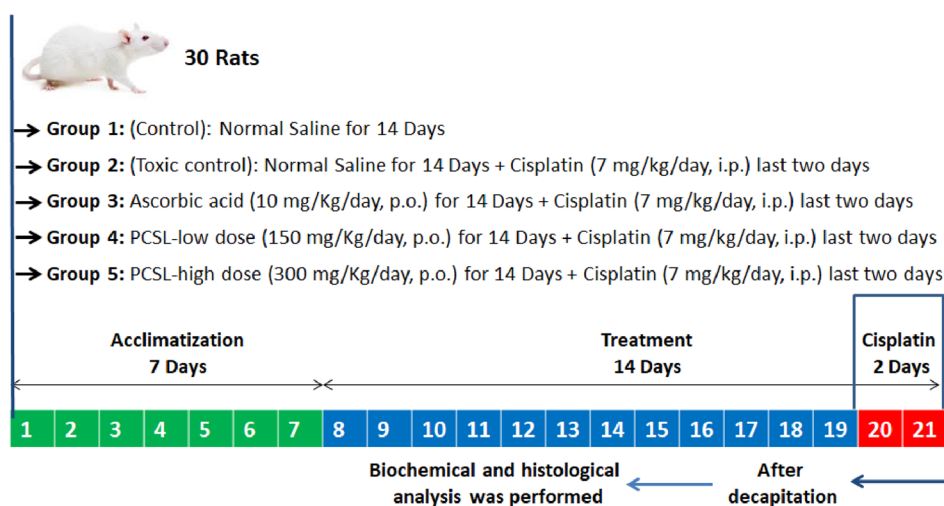 30 Rats
Group 1: (Control): Normal Saline for 14 Days
Group 2: (Toxic control): Normal Saline for 14 Days + Cisplatin (7 mg/kg/day, i.p.) last two days
Group 3: Ascorbic acid (10 mg/Kg/day, p.o.) for 14 Days + Cisplatin (7 mg/kg/day, i.p.) last two days
Group 4: PCSL-low dose (150 mg/Kg/day, p.o.) for 14 Days + Cisplatin (7 mg/kg/day, i.p.) last two days
Group 5: PCSL-high dose (300 mg/Kg/day, p.o.) for 14 Days + Cisplatin (7 mg/kg/day, i.p.) last two days
Acclimatization
7 Days
Treatment
14 Days
Cisplatin
2 Days
1 2 3 4 5 6 7 8 9 10 11 12 13 14 15 16 17 18 19 20 21
Biochemical and histological
analysis was performed
After
decapitation